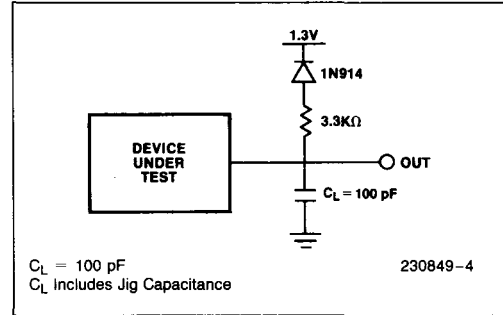 1.3V
1N914
3.3KΩ
DEVICE
UNDER
TEST
OUT
CL = 100 pF
CL = 100 pF
230849-4
CL Includes Jig Capacitance